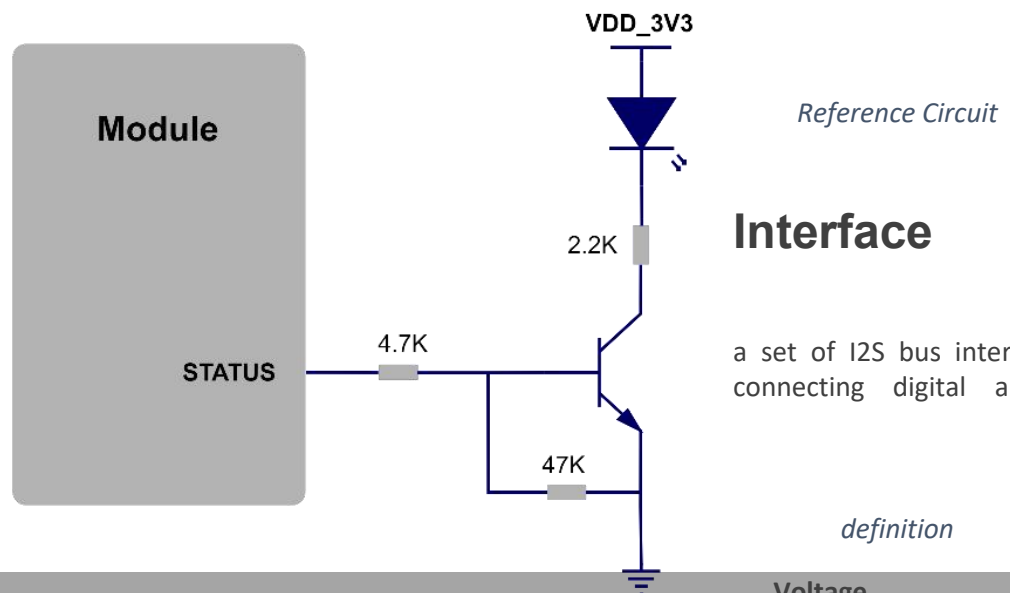 VDD_3V3
Reference Circuit
Module
Interface
2.2K
a set of I2S bus inter
connecting digital a
4.7K
STATUS
47K
definition
Voltage